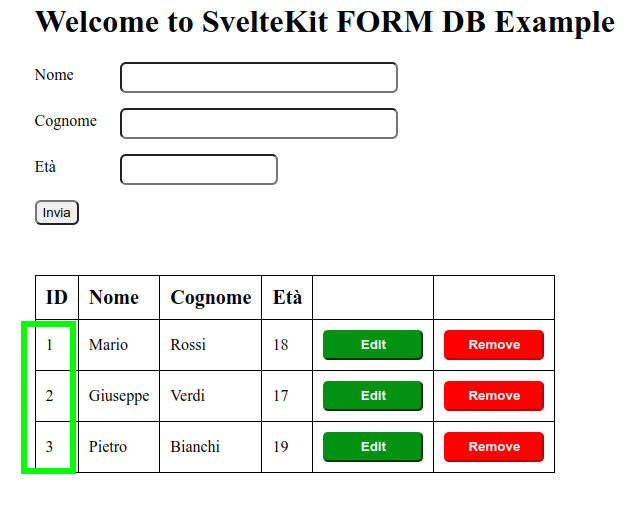 Welcome to SvelteKit FORM DB Example
Nome
Cognome
Età
Invia
ID Nome Cognome Età
1 Mario Rossi 18 Edit Remove
2 Giuseppe Verdi 17 Edit Remove
3 Pietro Bianchi 19 Edit Remove